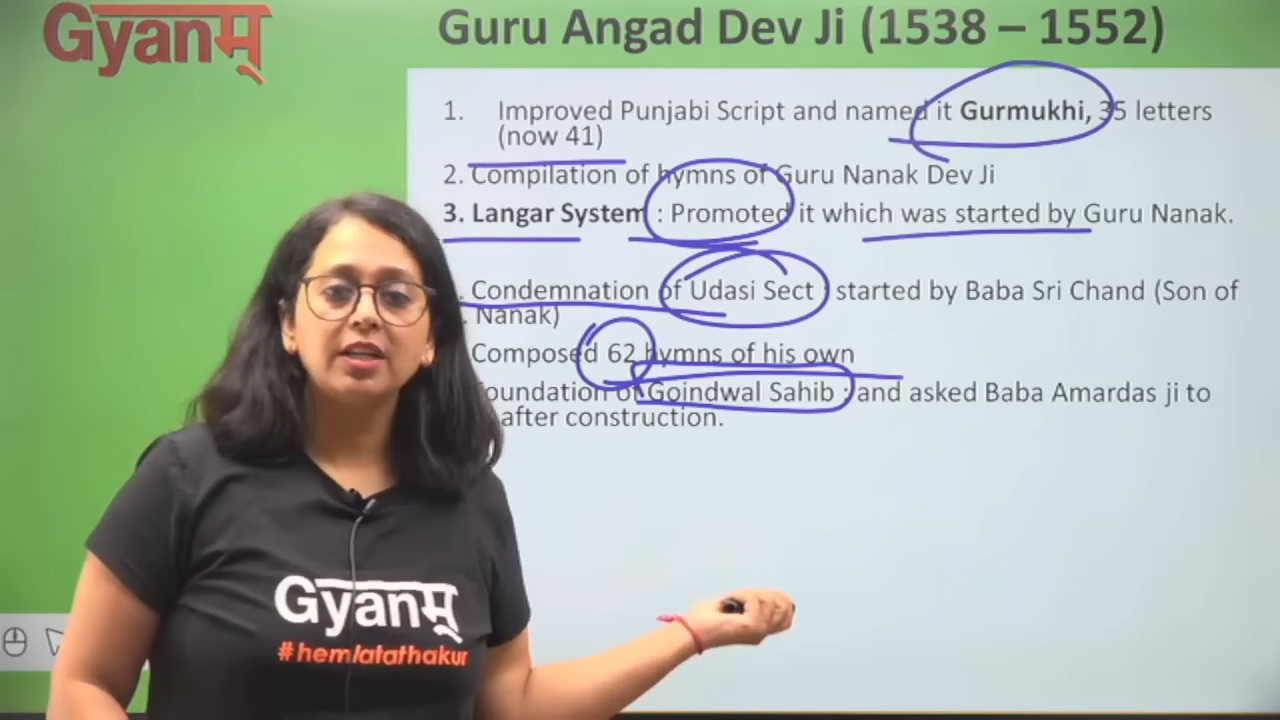 Gyanम्
Guru Angad Dev Ji (1538 – 1552)
1. Improved Punjabi Script and named it Gurmukhi, 35 letters
(now 41)
2. Compilation of hymns of Guru Nanak Dev Ji
3. Langar System : Promoted it which was started by Guru Nanak.
. Condemnation of Udasi Sect : started by Baba Sri Chand (Son of
. Nanak)
Composed 62 hymns of his own
oundation of Goindwal Sahib : and asked Baba Amardas ji to
after construction.
Gyanम्
#hemlatathakur